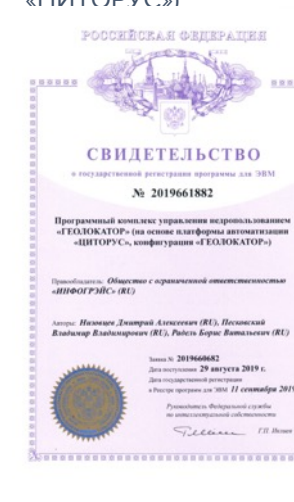 «ЦИТОРУС»)
РОССИЙСКАЯ ФЕДЕРАЦИЯ
СВИДЕТЕЛЬСТВО
о государственной регистрации программы для ЭВМ
№ 2019661882
Программный комплекс управления недропользованием
«ГЕОЛОКАТОР» (на основе платформы автоматизации
«ЦИТОРУС», конфигурация «ГЕОЛОКАТОР»)
Правообладатель: Общество с ограниченной ответственностью
«ИНФОГРЭЙС» (RU)
Авторы: Низовцев Дмитрий Алексеевич (RU), Песковский
Владимир Владимирович (RU), Ридель Борис Витальевич (RU)
Заявка № 2019660682
Дата поступления 29 августа 2019 г.
Дата государственной регистрации
в Реестре программ для ЭВМ 11 сентября 2019
Руководитель Федеральной службы
по интеллектуальной собственности
Г.П. Ивлиев